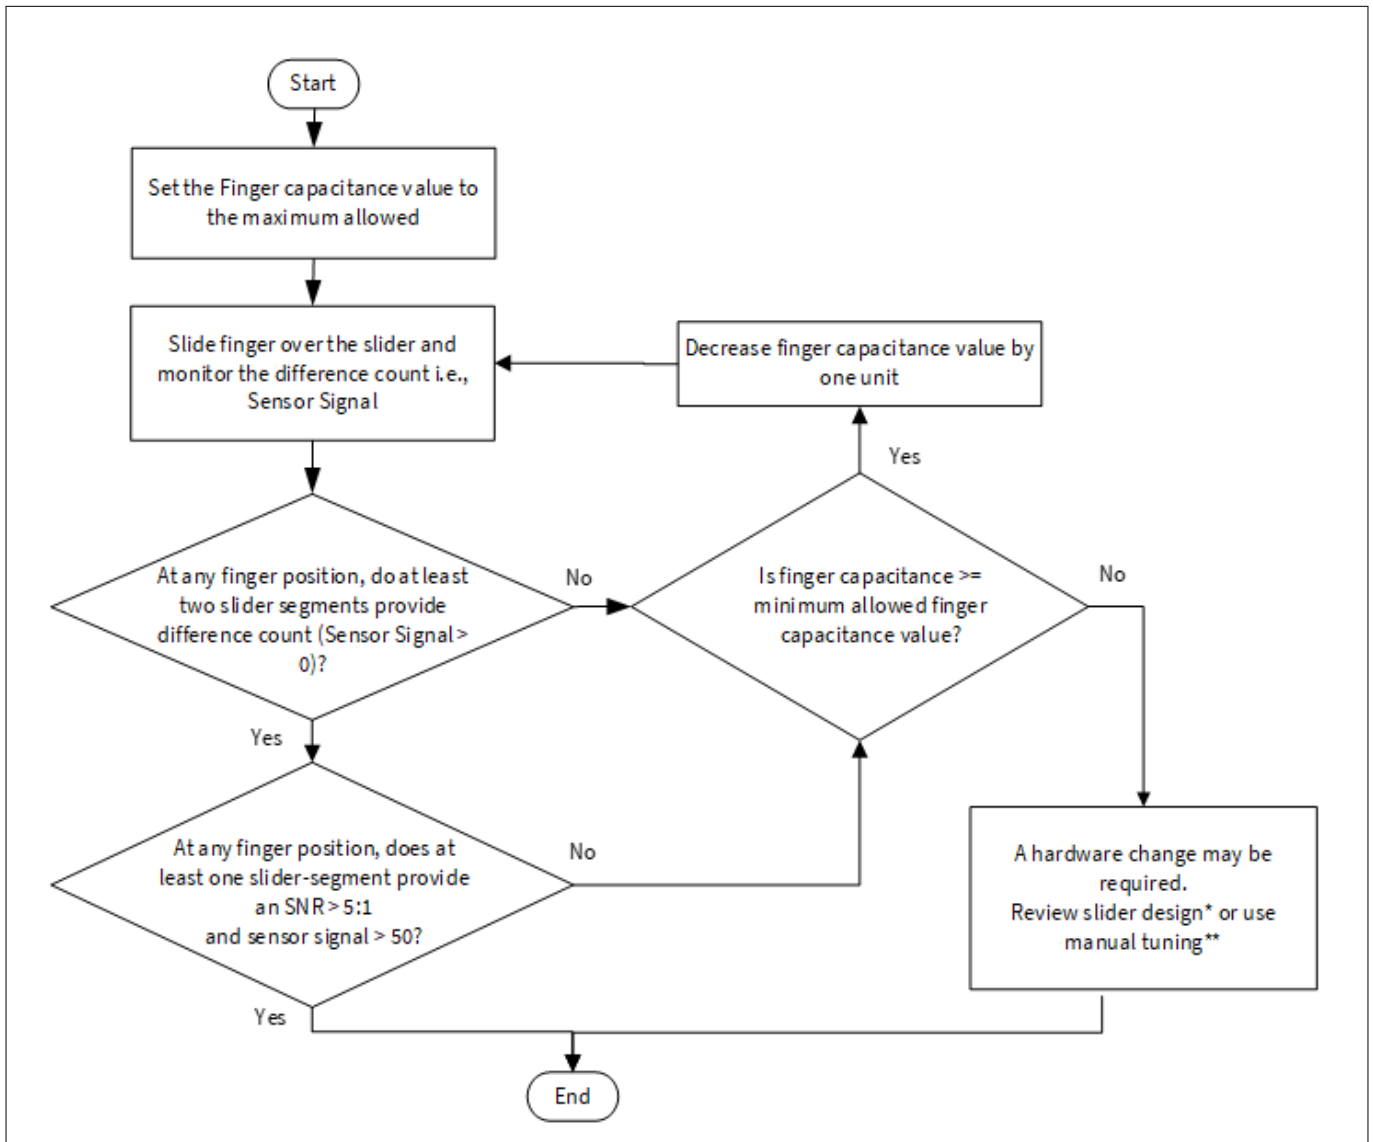 Start
Set the Finger capacitance value to
the maximum allowed
Slide finger over the slider and
monitor the difference count i.e.,
Sensor Signal
Decrease finger capacitance value by
one unit
Yes
At any finger position, do at least
two slider segments provide
difference count (Sensor Signal >
0)?
No
Is finger capacitance >=
minimum allowed finger
capacitance value?
No
Yes
At any finger position, does at
least one slider-segment provide
an SNR > 5:1
and sensor signal > 50?
No
A hardware change may be
required.
Review slider design* or use
manual tuning**
Yes
End